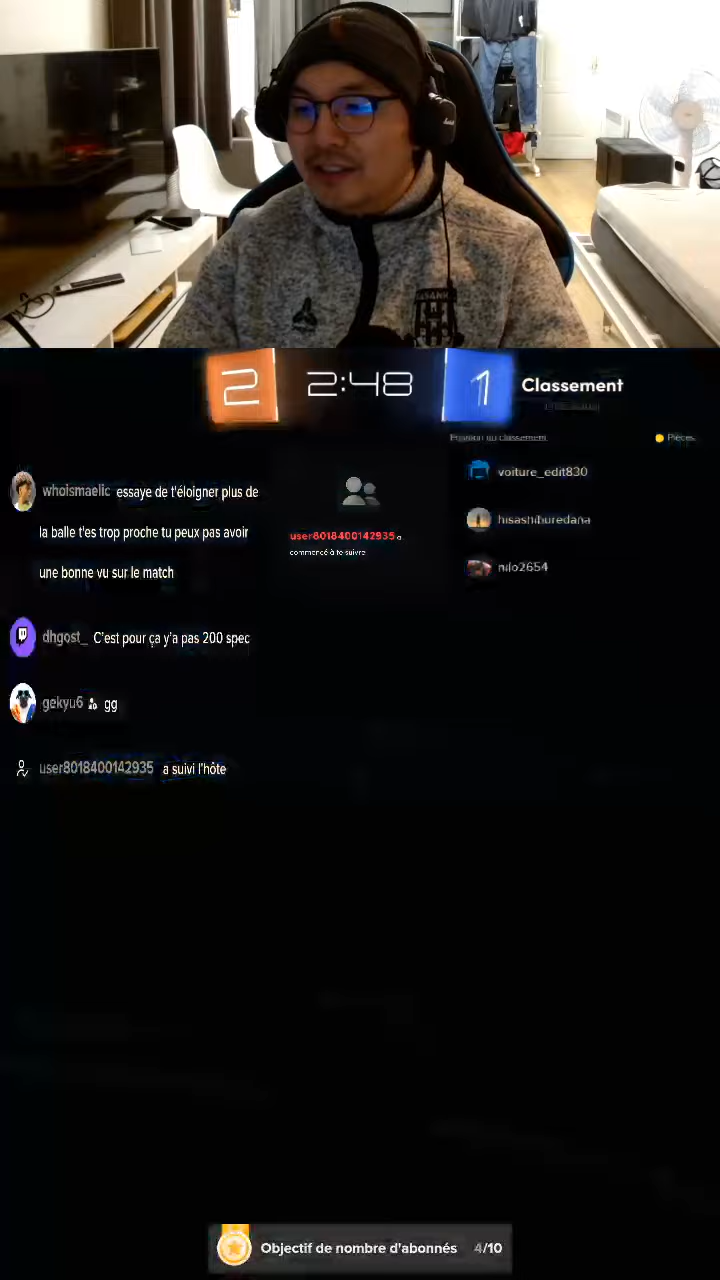 2 2:48 1 Classement
Position du classement Pièces
voiture_edit830
whoismaelic essaye de t'éloigner plus de
la balle t'es trop proche tu peux pas avoir
une bonne vu sur le match
user8018400142935 a
commencé à te suivre
hisashiburedana
nilo2654
dhgost_ C'est pour ça y'a pas 200 spec
gekyu6 gg
user8018400142935 a suivi l'hôte
Objectif de nombre d'abonnés 4/10